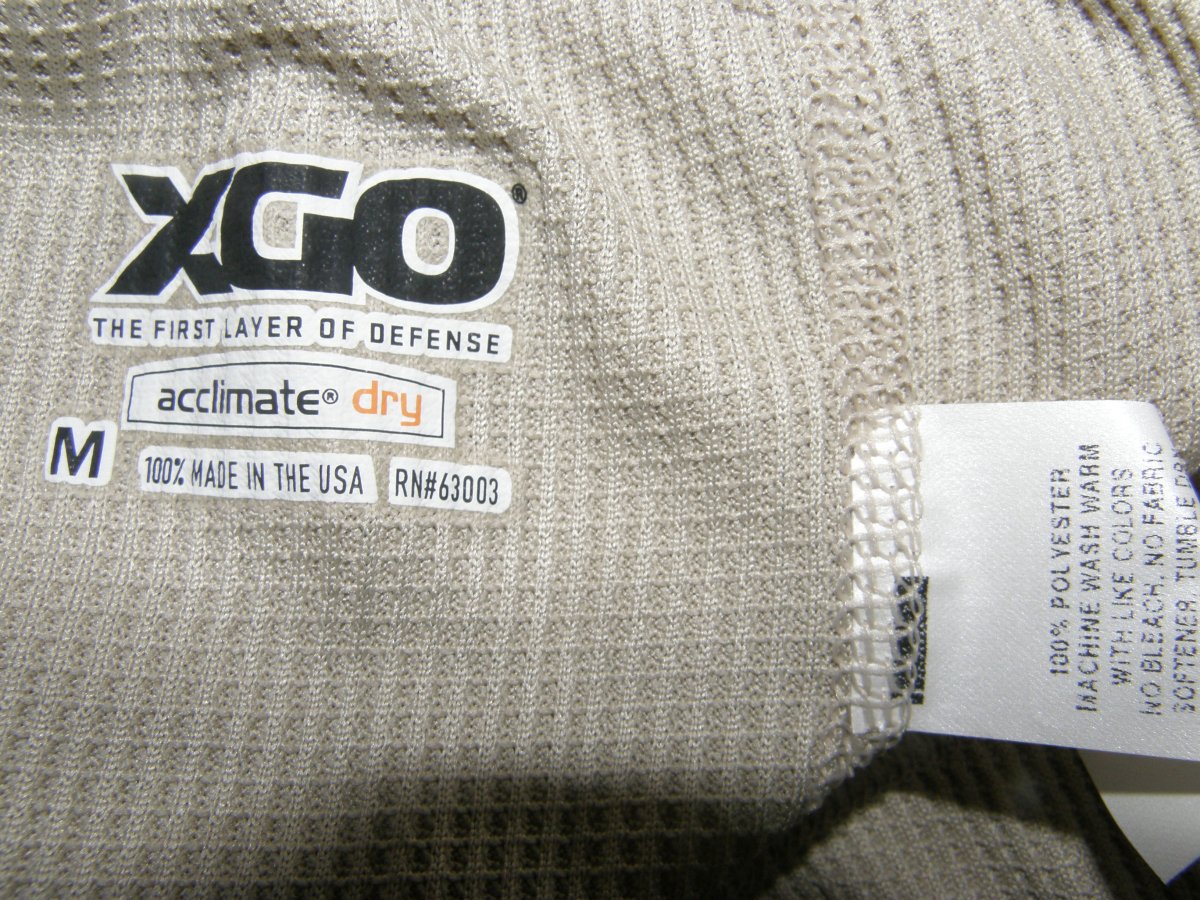 XGO®
THE FIRST LAYER OF DEFENSE
acclimate® dry
M
100% MADE IN THE USA
RN#63003
100% POLYESTER
MACHINE WASH WARM
WITH LIKE COLORS
NO BLEACH, NO FABRIC
SOFTENER, TUMBLE